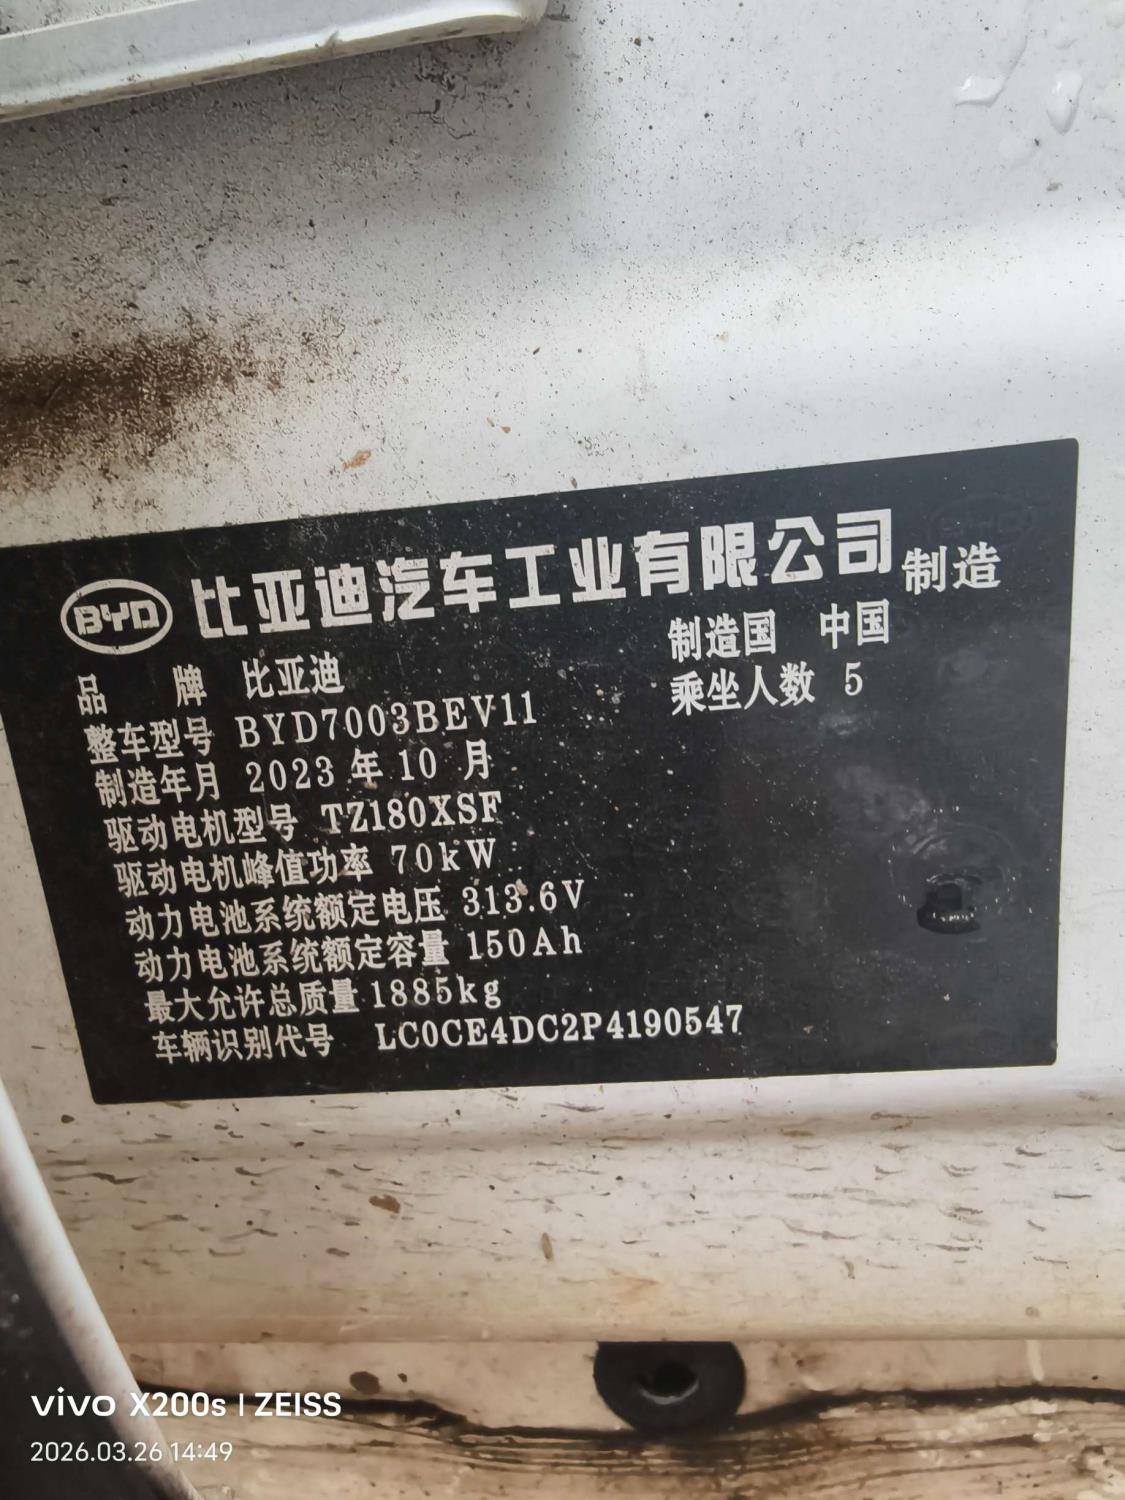 BYD 比亚迪汽车工业有限公司 制造
品 牌 比亚迪 制造国 中国
整车型号 BYD7003BEV11 乘坐人数 5
制造年月 2023 年 10 月
驱动电机型号 TZ180XSF
驱动电机峰值功率 70kW
动力电池系统额定电压 313.6V
动力电池系统额定容量 150Ah
最大允许总质量 1885kg
车辆识别代号 LC0CE4DC2P4190547
vivo X200s | ZEISS
2026.03.26 14:49